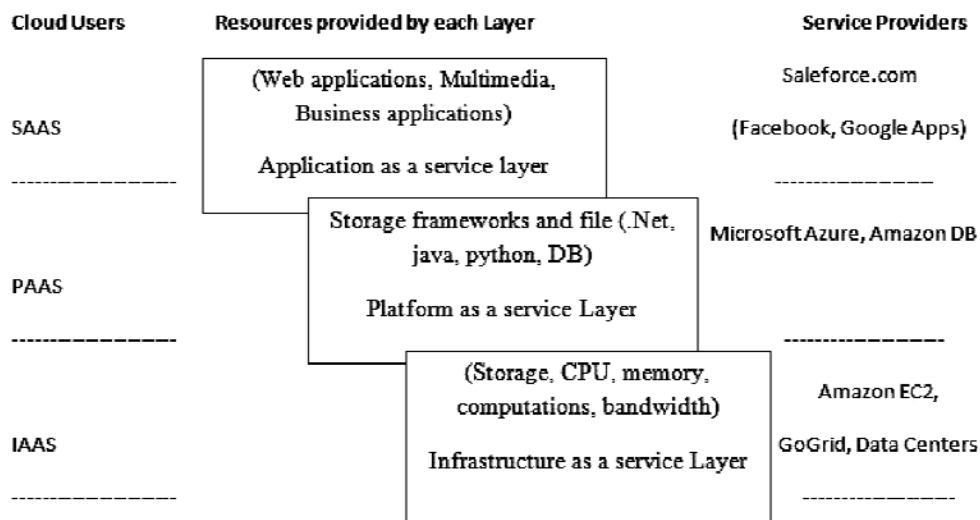 Cloud Users
Resources provided by each Layer
Service Providers
(Web applications, Multimedia,
Business applications)
Application as a service layer
SAAS
Saleforce.com
(Facebook, Google Apps)
Storage frameworks and file (.Net,
java, python, DB)
Platform as a service Layer
PAAS
Microsoft Azure, Amazon DB
(Storage, CPU, memory,
computations, bandwidth)
Infrastructure as a service Layer
IAAS
Amazon EC2,
GoGrid, Data Centers